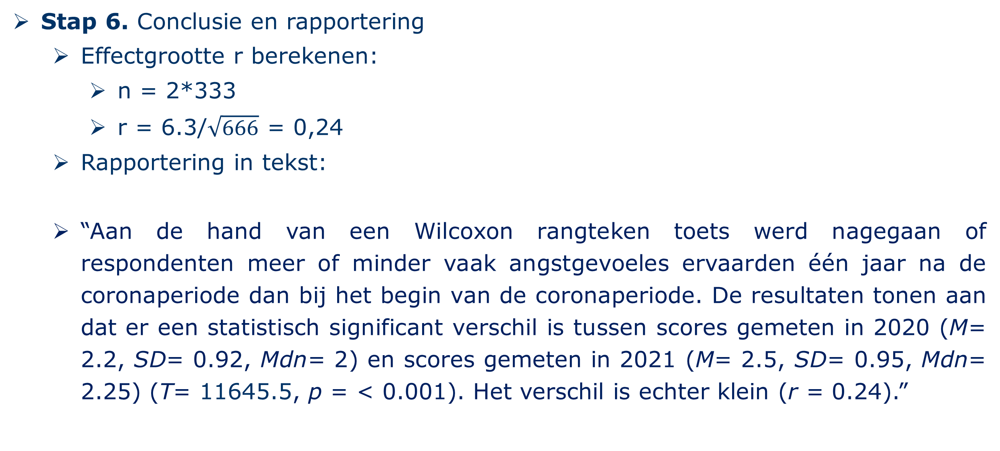 ➢ Stap 6. Conclusie en rapportering
➢ Effectgrootte r berekenen:
➢ n = 2*333
➢ r = 6.3/√666 = 0,24
➢ Rapportering in tekst:
➢ “Aan de hand van een Wilcoxon rangteken toets werd nagegaan of
respondenten meer of minder vaak angstgevoeles ervaarden één jaar na de
coronaperiode dan bij het begin van de coronaperiode. De resultaten tonen aan
dat er een statistisch significant verschil is tussen scores gemeten in 2020 (M=
2.2, SD= 0.92, Mdn= 2) en scores gemeten in 2021 (M= 2.5, SD= 0.95, Mdn=
2.25) (T= 11645.5, p = < 0.001). Het verschil is echter klein (r = 0.24).”